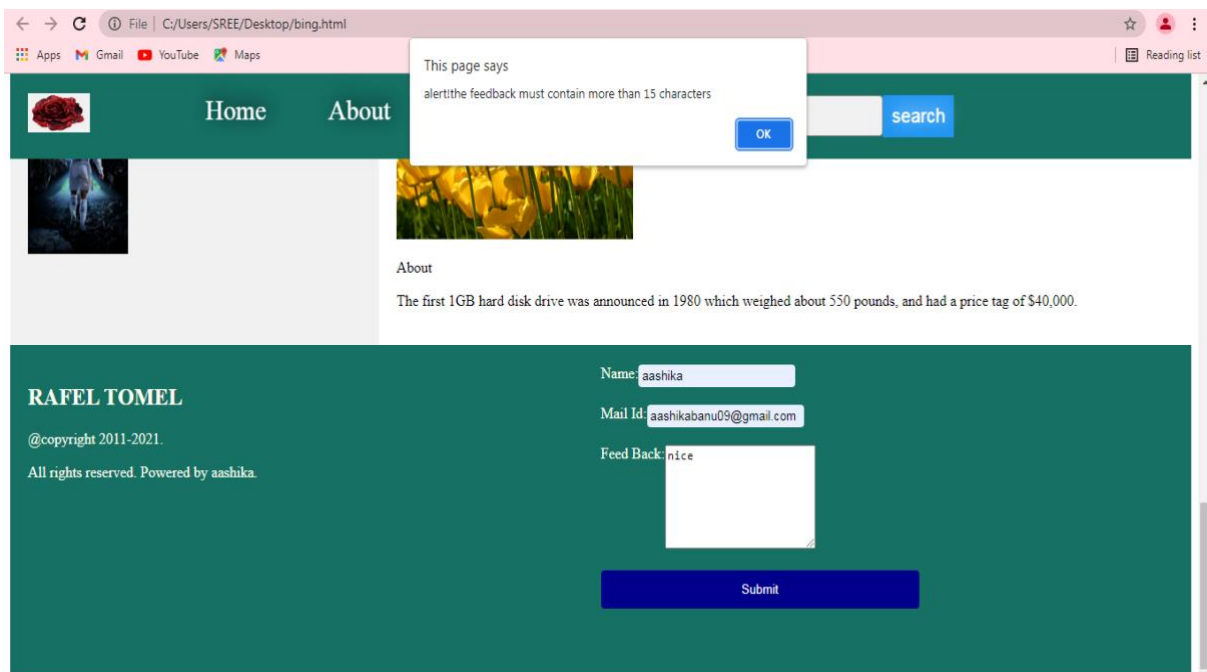 File | C:/Users/SREE/Desktop/bing.html
Apps Gmail YouTube Maps Reading list
This page says
alert!the feedback must contain more than 15 characters
OK
Home About search
About
The first 1GB hard disk drive was announced in 1980 which weighed about 550 pounds, and had a price tag of $40,000.
RAFEL TOMEL
@copyright 2011-2021.
All rights reserved. Powered by aashika.
Name: aashika
Mail Id: aashikabanu09@gmail.com
Feed Back: nice
Submit